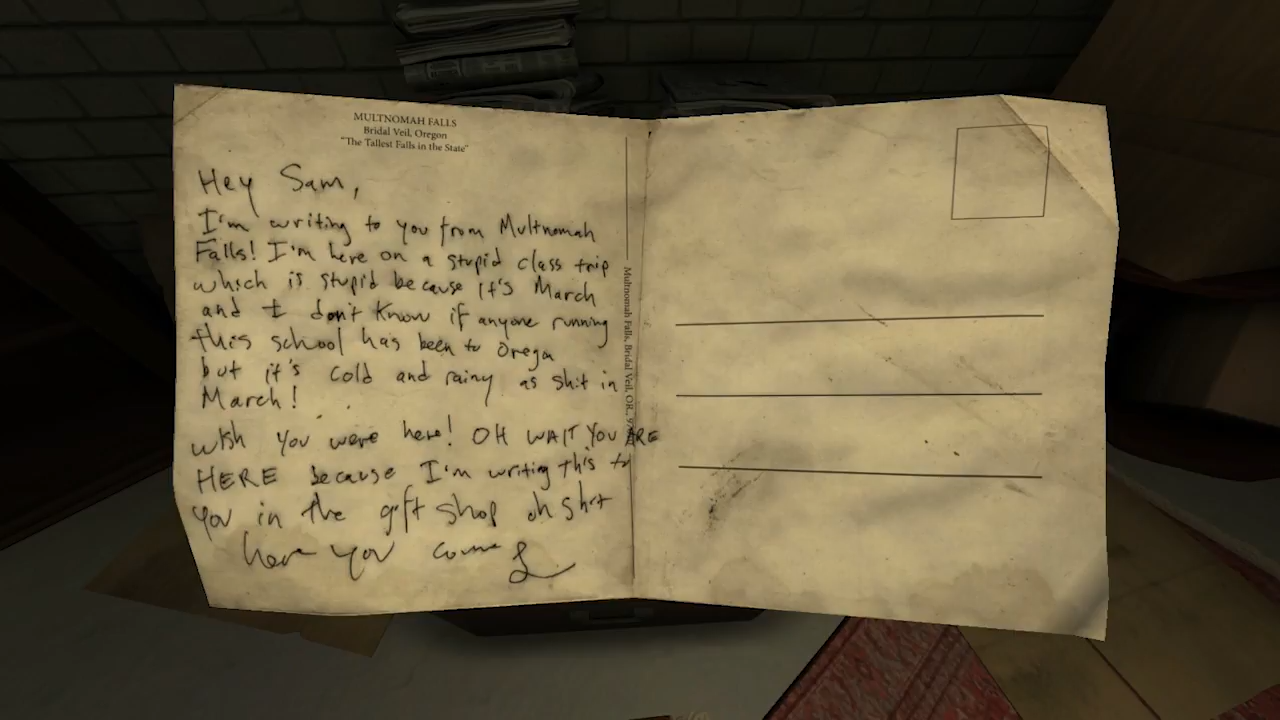 MULTNOMAH FALLS
Bridal Veil, Oregon
"The Tallest Falls in the State"
Hey Sam,
I'm writing to you from Multnomah
Falls! I'm here on a stupid class trip
which is stupid because it's March
and I don't know if anyone running
this school has been to Oregon
but it's cold and rainy as shit in
March!
wish you were here! OH WAIT YOU ARE
HERE because I'm writing this to
you in the gift shop oh shit
here you come
L
Multnomah Falls, Bridal Veil, OR.,